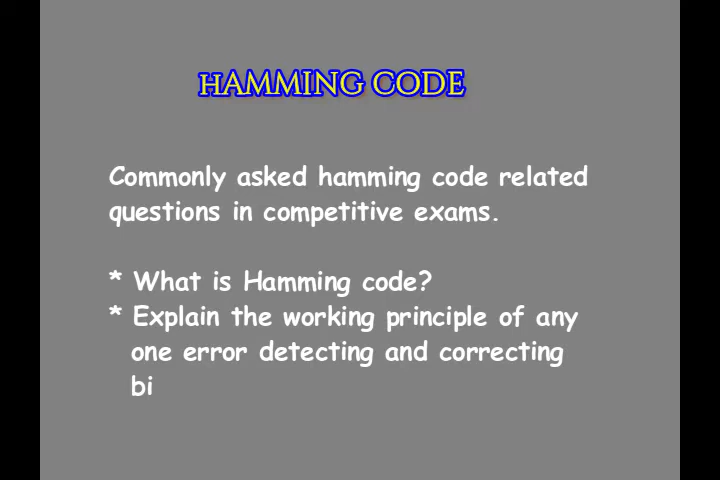 HAMMING CODE
Commonly asked hamming code related
questions in competitive exams.
* What is Hamming code?
* Explain the working principle of any
one error detecting and correcting
bi